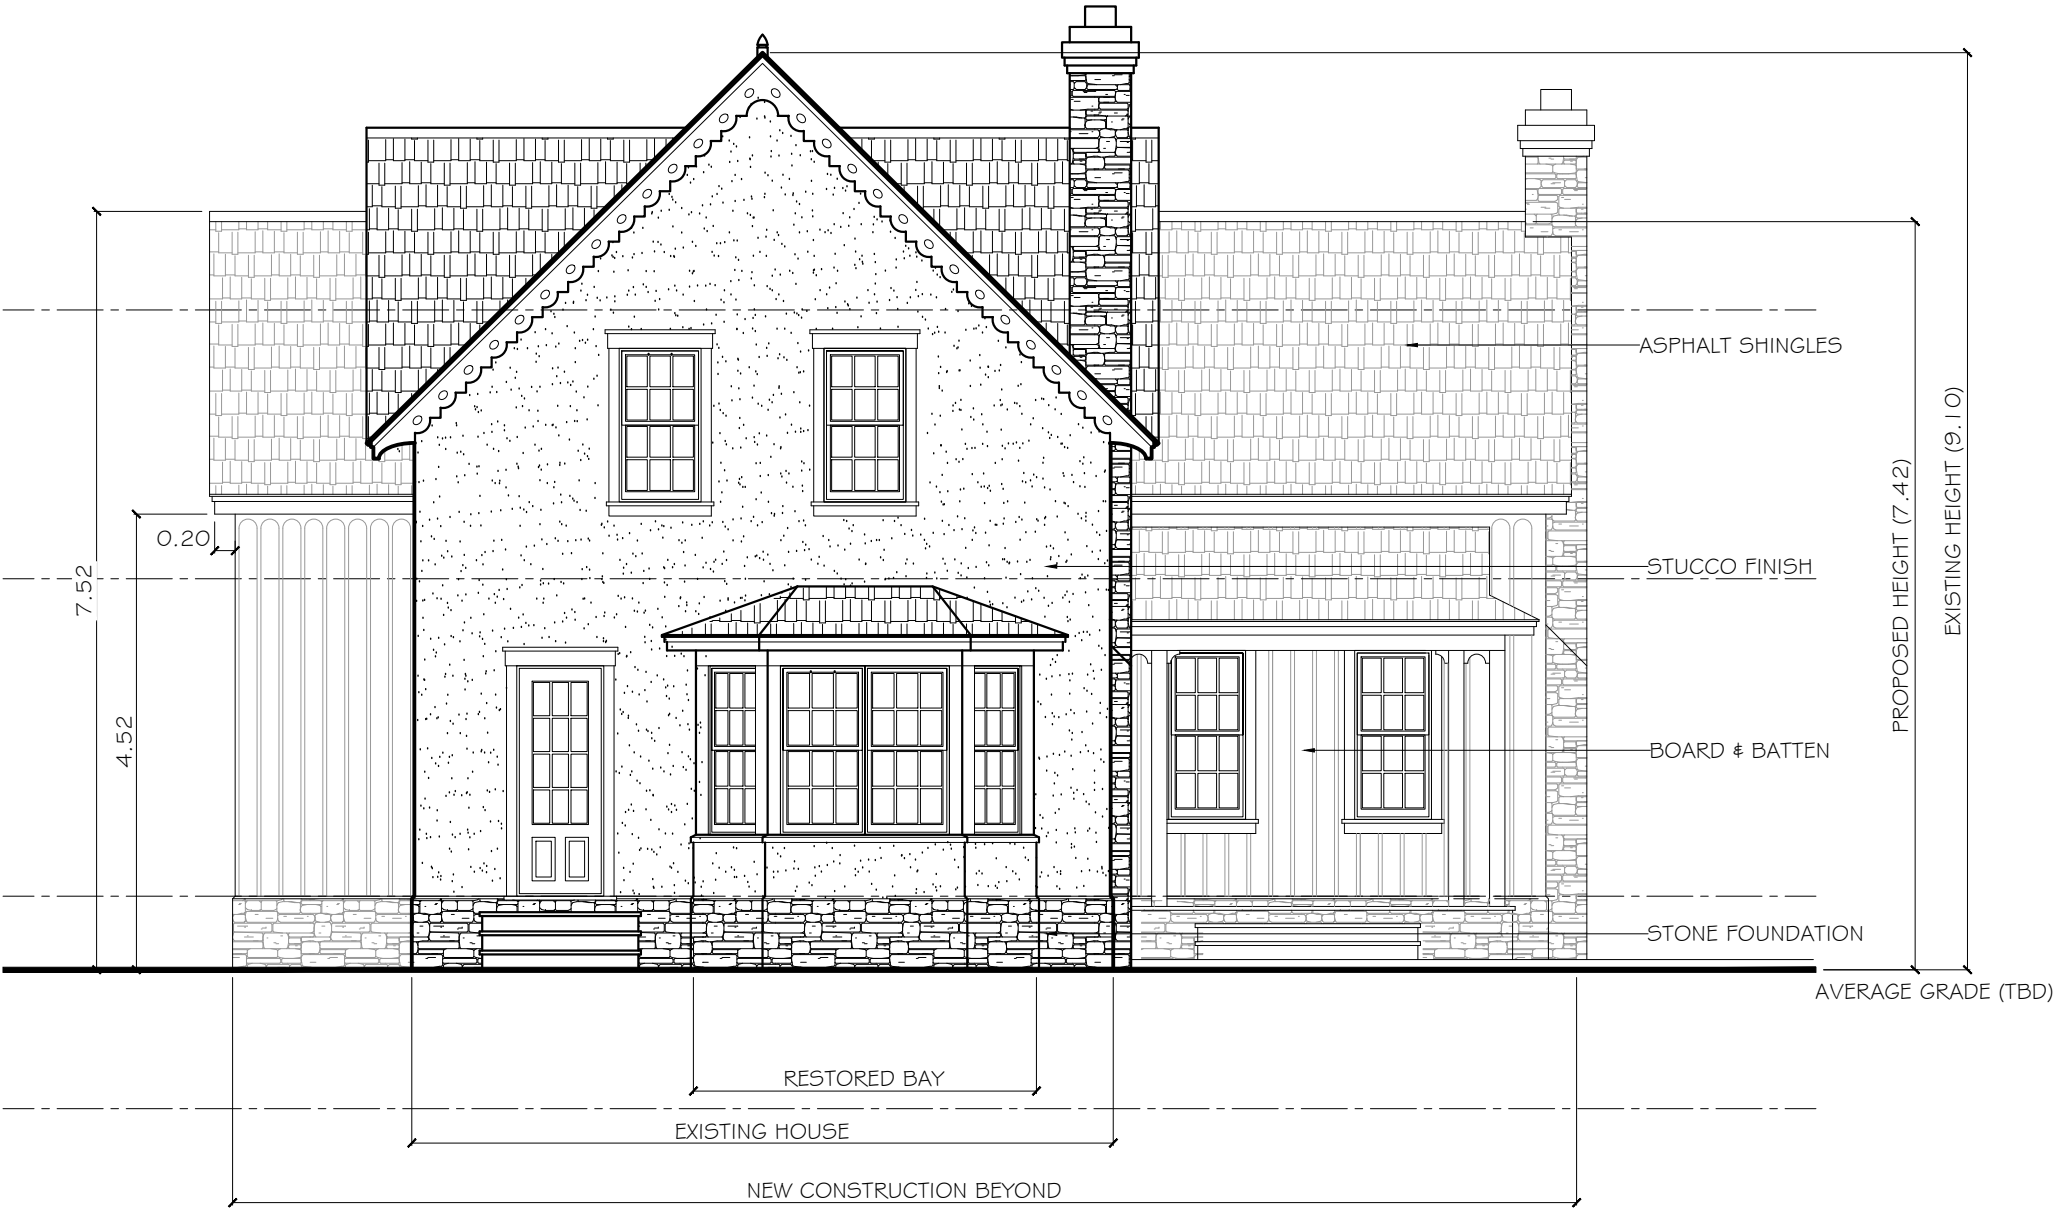 ASPHALT SHINGLES
EXISTING HEIGHT (9.10)
PROPOSED HEIGHT (7.42)
0.20
7.52
STUCCO FINISH
4.52
BOARD & BATTEN
STONE FOUNDATION
AVERAGE GRADE (TBD)
RESTORED BAY
EXISTING HOUSE
NEW CONSTRUCTION BEYOND